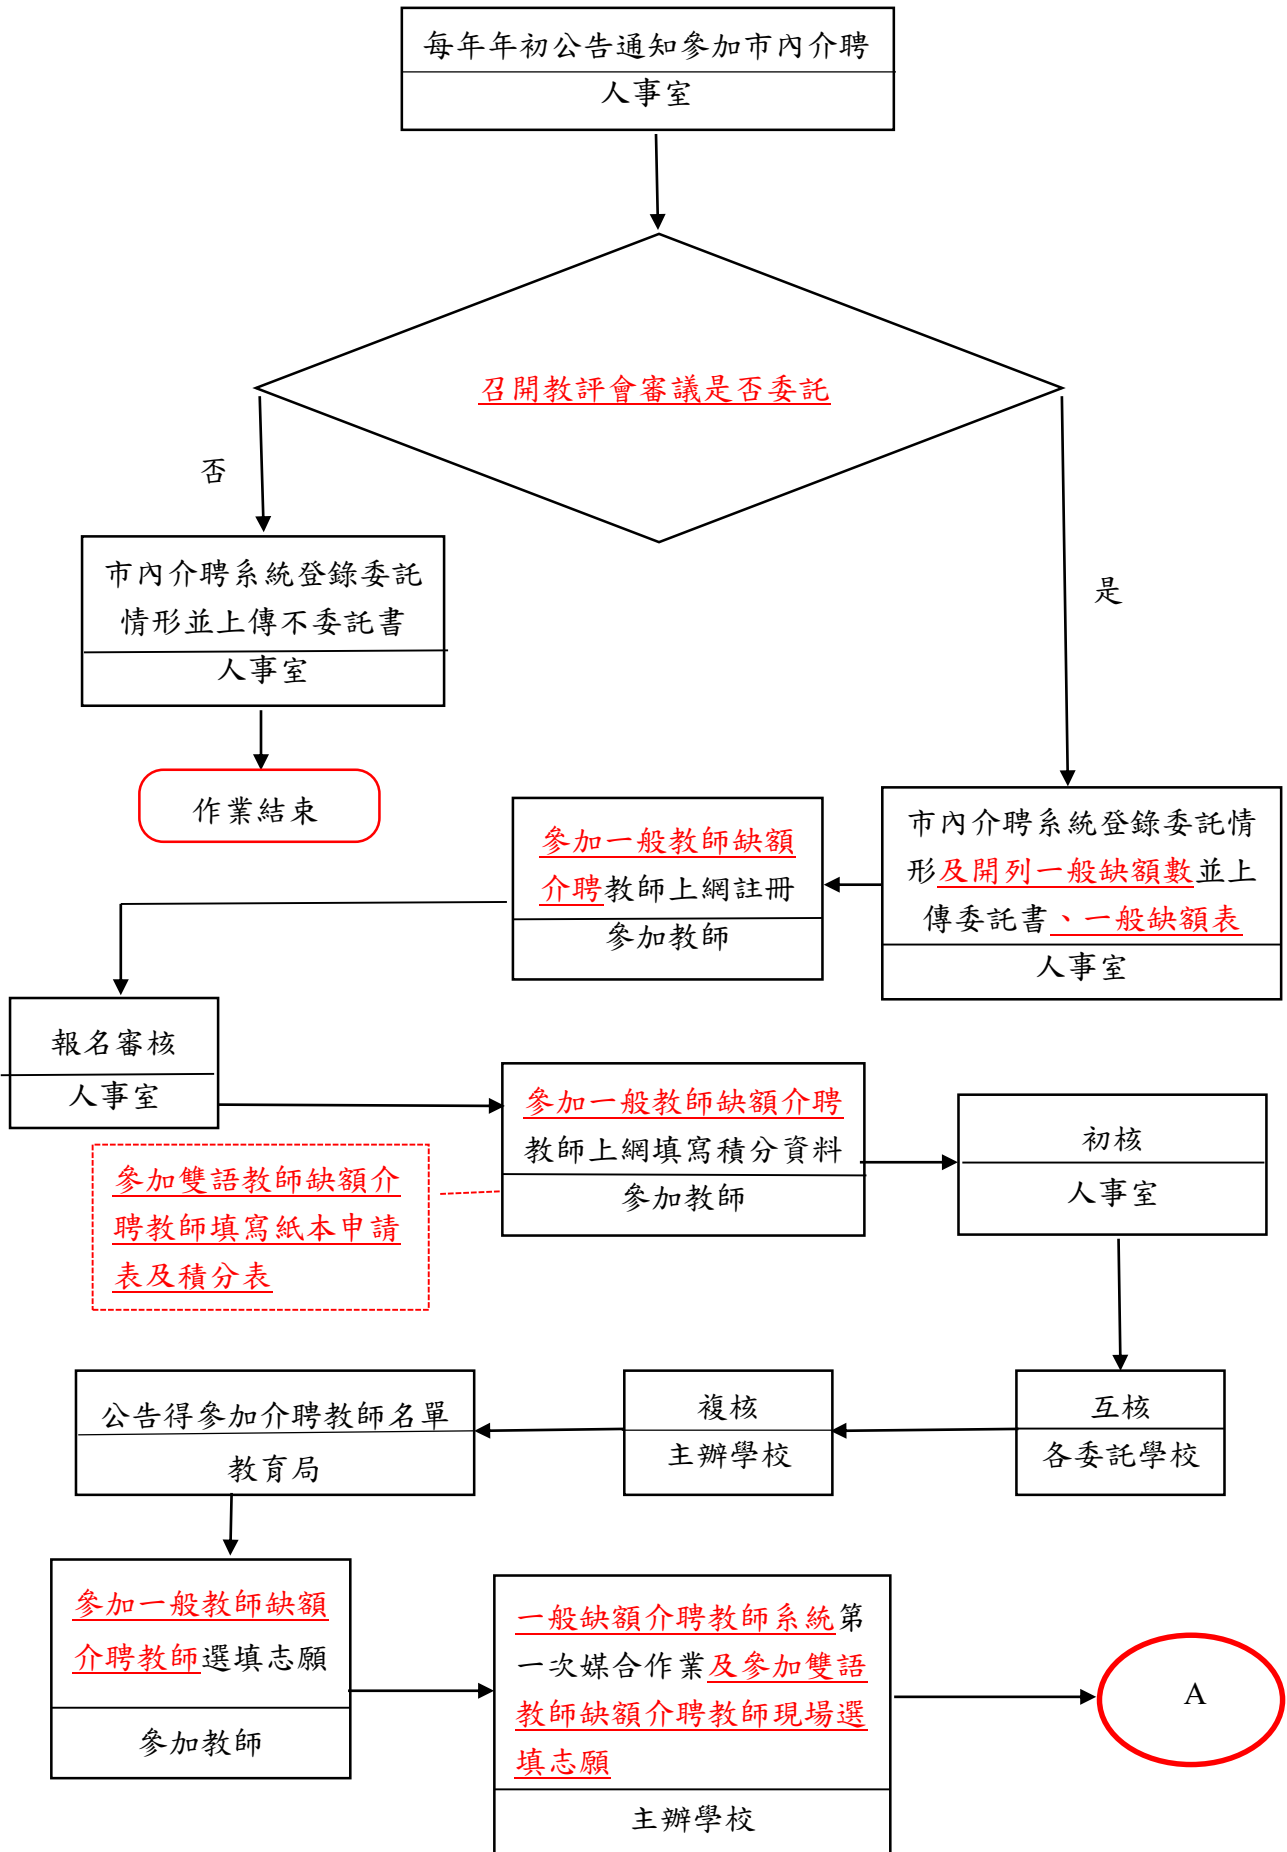 每年年初公告通知參加市內介聘
人事室
召開教評會審議是否委託
否
是
市內介聘系統登錄委託
情形並上傳不委託書
人事室
作業結束
市內介聘系統登錄委託情
形及開列一般缺額數並上
傳委託書、一般缺額表
人事室
參加一般教師缺額
介聘教師上網註冊
參加教師
報名審核
人事室
參加一般教師缺額介聘
教師上網填寫積分資料
參加教師
參加雙語教師缺額介
聘教師填寫紙本申請
表及積分表
初核
人事室
互核
各委託學校
複核
主辦學校
公告得參加介聘教師名單
教育局
參加一般教師缺額
介聘教師選填志願
參加教師
一般缺額介聘教師系統第
一次媒合作業及參加雙語
教師缺額介聘教師現場選
填志願
主辦學校
A